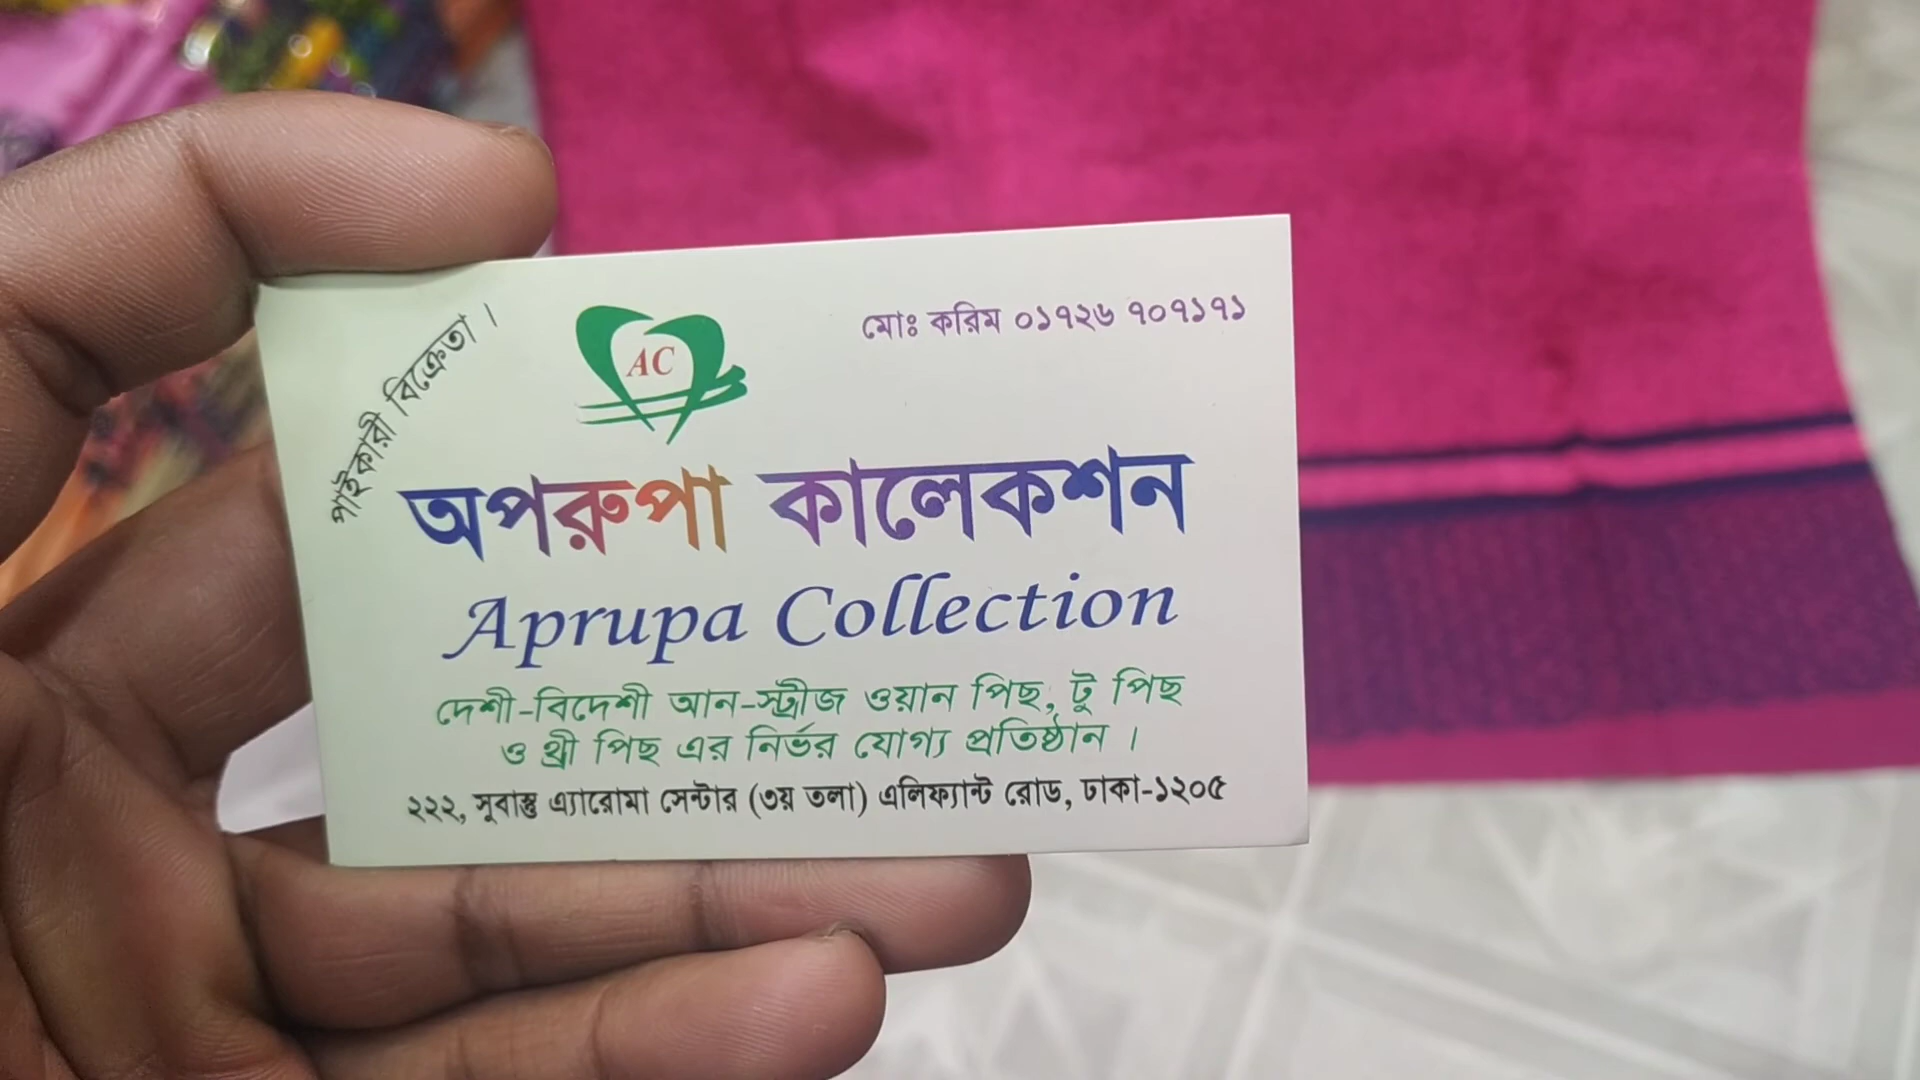 পাইকারী বিক্রেতা।
AC
মোঃ করিম ০১৭২৬ ৭০৭১৭১
অপরুপা কালেকশন
Aprupa Collection
দেশী-বিদেশী আন-স্ট্রীজ ওয়ান পিছ, টু পিছ
ও থ্রী পিছ এর নির্ভর যোগ্য প্রতিষ্ঠান।
২২২, সুবাস্তু এ্যারোমা সেন্টার (৩য় তলা) এলিফ্যান্ট রোড, ঢাকা-১২০৫